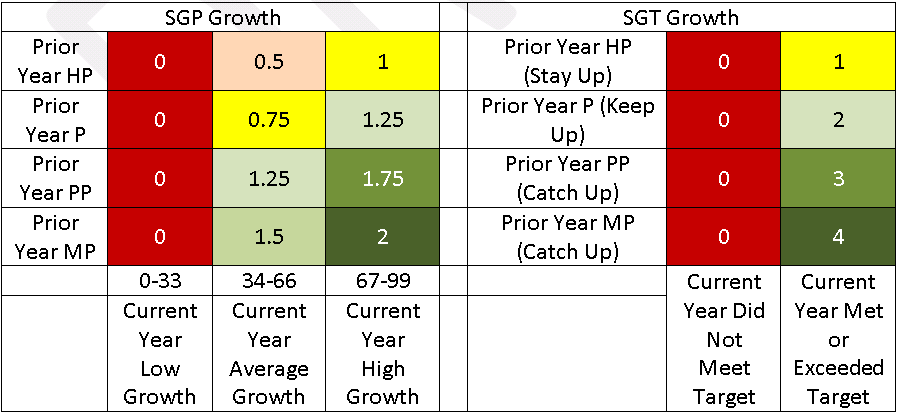 SGP Growth
SGT Growth
Prior
Year HP
0
0.5
1
Prior Year HP
(Stay Up)
0
1
Prior
Year P
0
0.75
1.25
Prior Year P (Keep
Up)
0
2
Prior
Year PP
0
1.25
1.75
Prior Year PP
(Catch Up)
0
3
Prior
Year MP
0
1.5
2
Prior Year MP
(Catch Up)
0
4
0-33
34-66
67-99
Current
Year
Low
Growth
Current
Year
Average
Growth
Current
Year
High
Growth
Current
Year Did
Not
Meet
Target
Current
Year Met
or
Exceeded
Target